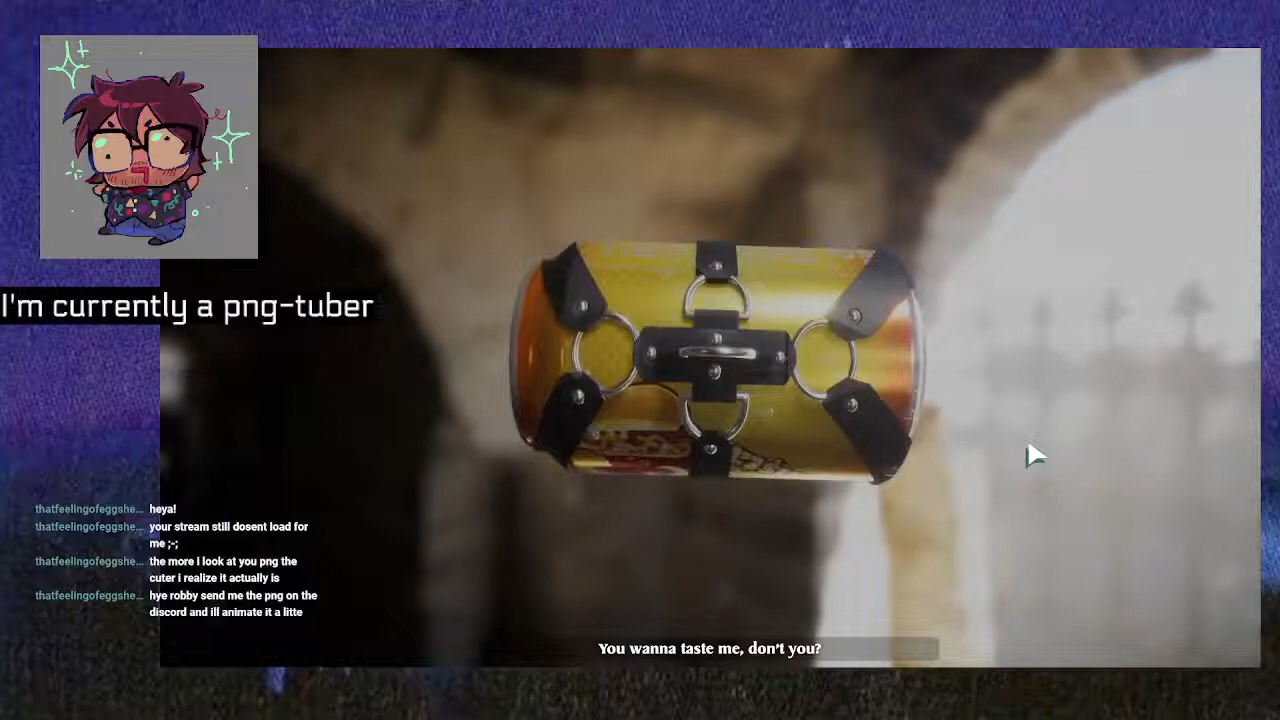 I'm currently a png-tuber
thatfeelingofeggshe... heya!
thatfeelingofeggshe... your stream still dosent load for
me ;-;
thatfeelingofeggshe... the more i look at you png the
cuter i realize it actually is
thatfeelingofeggshe... hye robby send me the png on the
discord and ill animate it a litte
You wanna taste me, don't you?